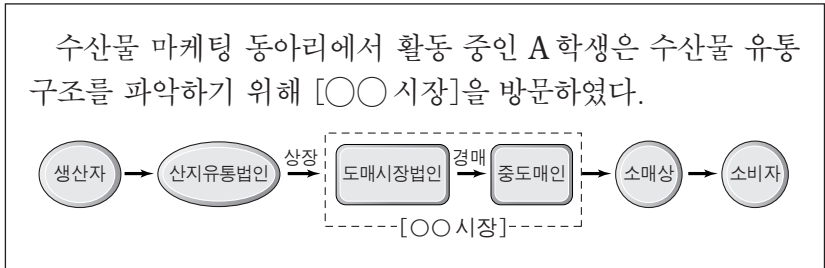 수산물 마케팅 동아리에서 활동 중인 A 학생은 수산물 유통
구조를 파악하기 위해 [○○ 시장]을 방문하였다.
생산자 → 산지유통법인 상장 → 도매시장법인 경매 → 중도매인 → 소매상 → 소비자
[○○ 시장]